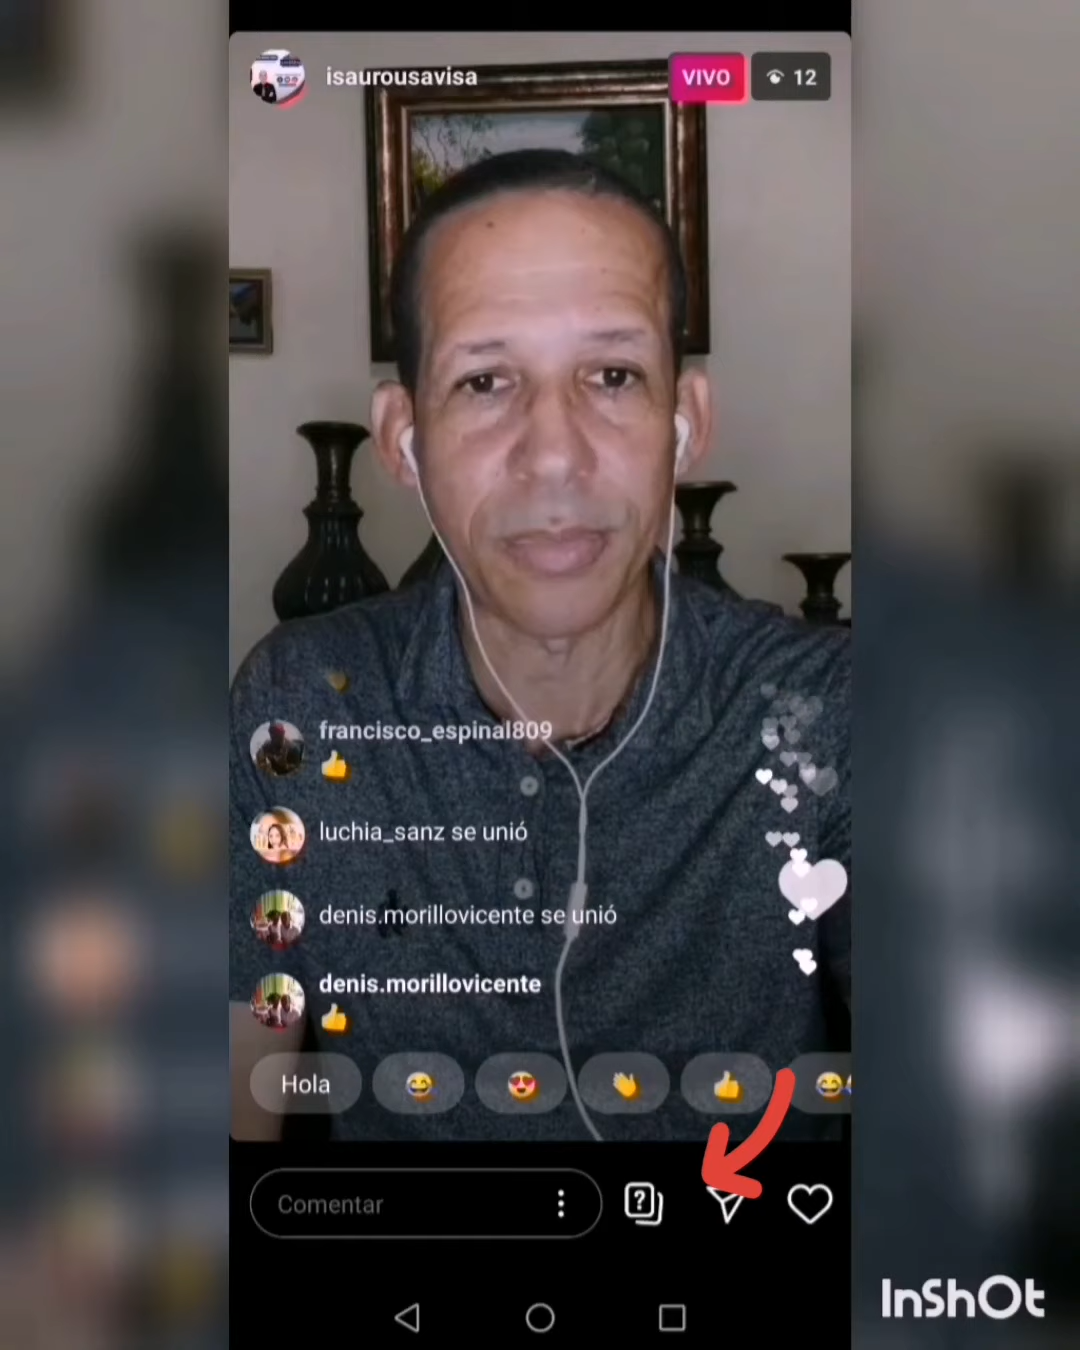 isaurousavisa
VIVO
12
francisco_espinal809
👍
luchia_sanz se unió
denis.morillovicente se unió
denis.morillovicente
👍
Hola
Comentar
?
InShOt